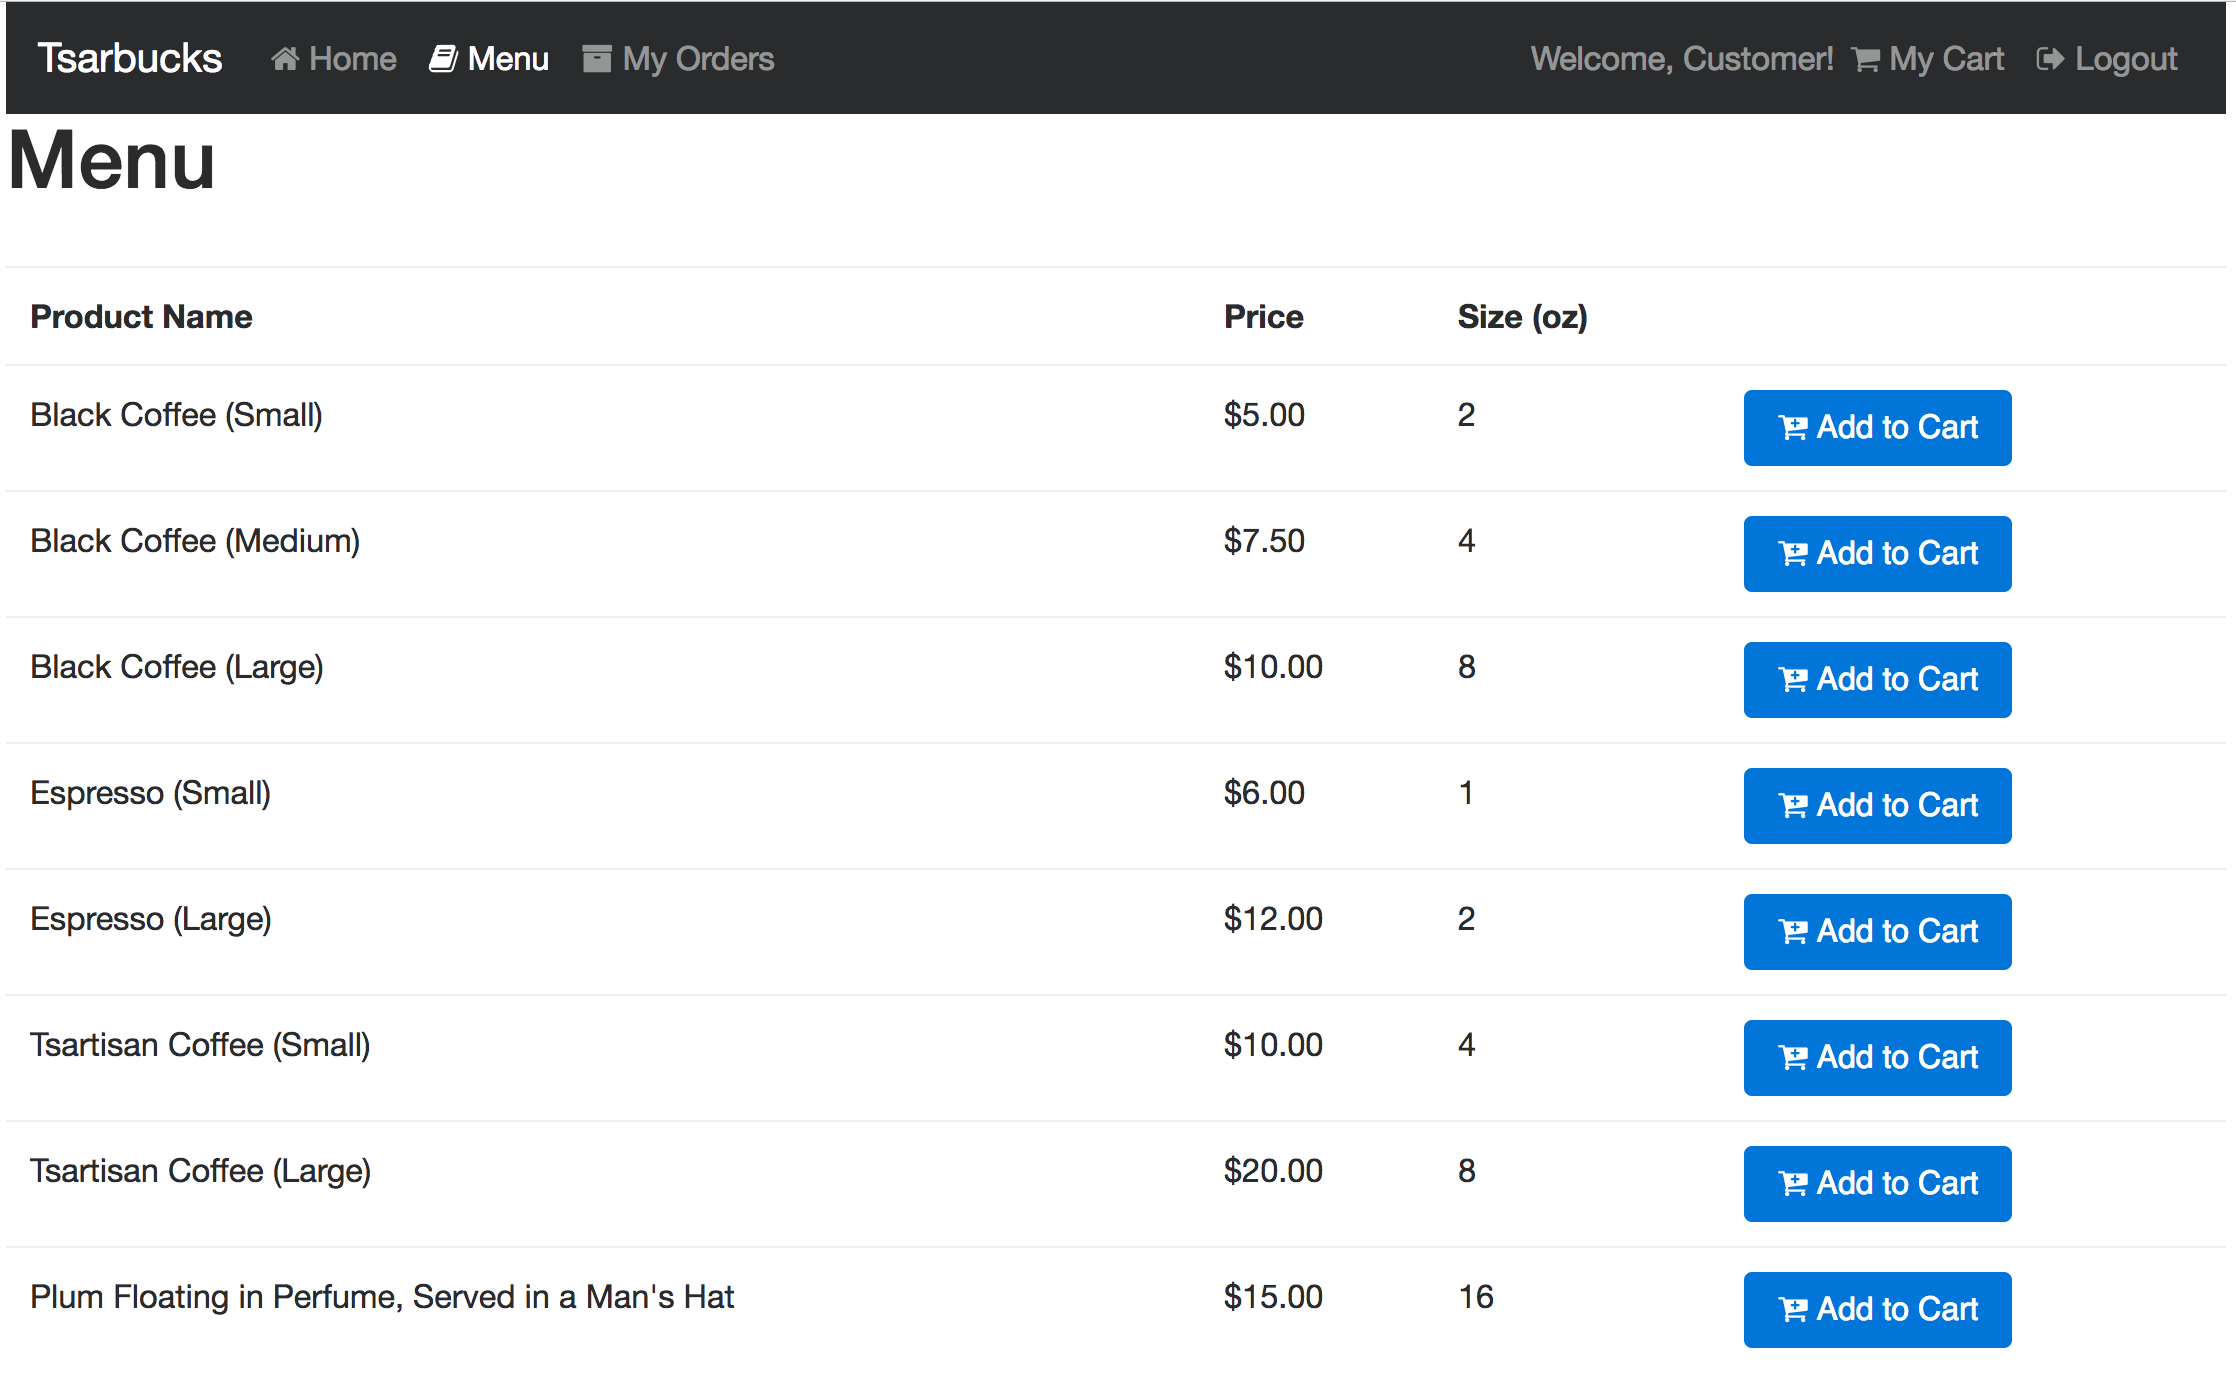 Tsarbucks Home Menu My Orders Welcome, Customer! My Cart Logout
Menu
Product Name Price Size (oz)
Black Coffee (Small) $5.00 2 Add to Cart
Black Coffee (Medium) $7.50 4 Add to Cart
Black Coffee (Large) $10.00 8 Add to Cart
Espresso (Small) $6.00 1 Add to Cart
Espresso (Large) $12.00 2 Add to Cart
Tsartisan Coffee (Small) $10.00 4 Add to Cart
Tsartisan Coffee (Large) $20.00 8 Add to Cart
Plum Floating in Perfume, Served in a Man's Hat $15.00 16 Add to Cart